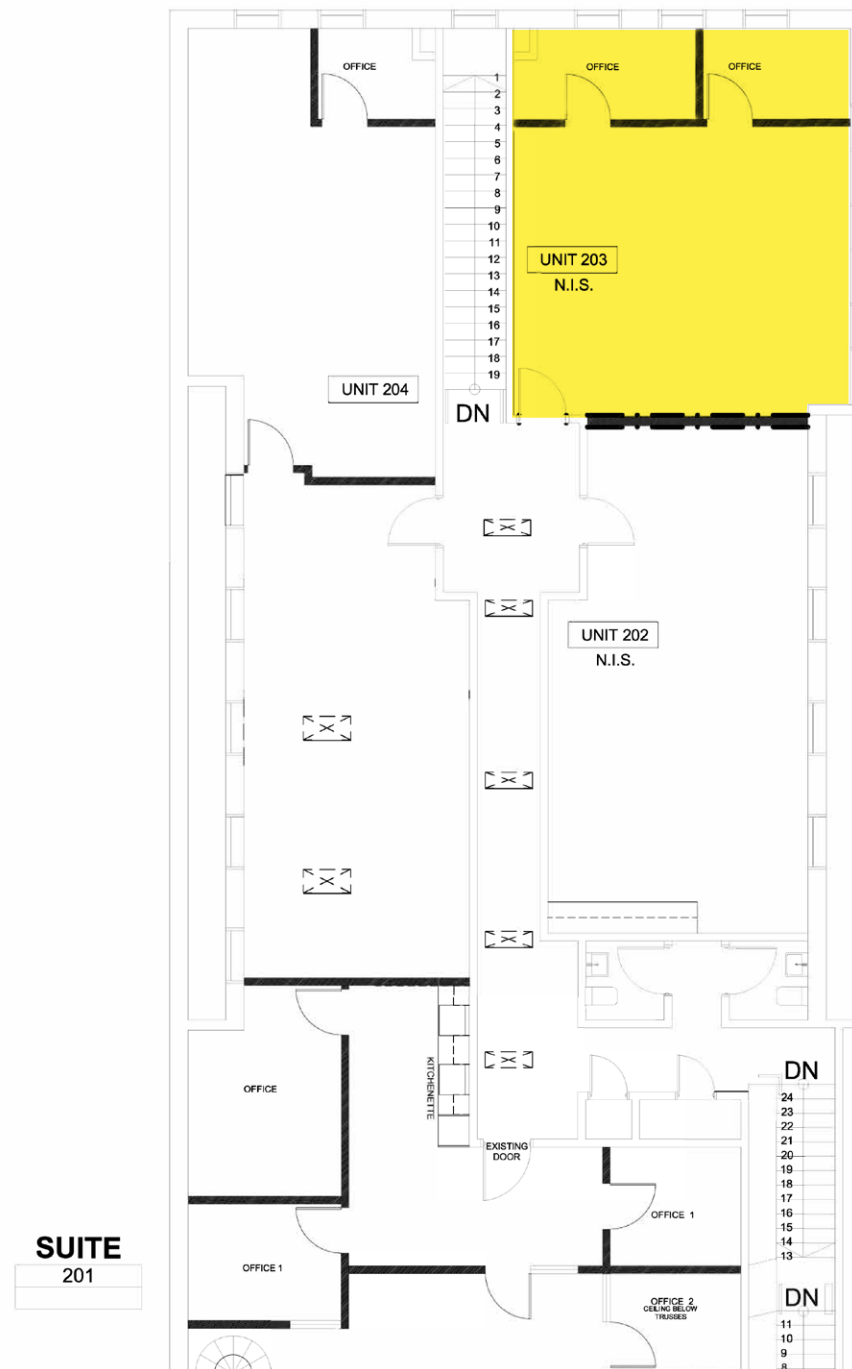 OFFICE
OFFICE
OFFICE
1
2
3
4
5
6
7
8
9
10
11
12
13
14
15
16
17
18
19
UNIT 203
N.I.S.
UNIT 204
DN
UNIT 202
N.I.S.
OFFICE
KITCHENETTE
EXISTING
DOOR
DN
24
23
22
21
20
19
18
17
16
15
14
13
OFFICE 1
SUITE
201
OFFICE 1
OFFICE 2
CEILING BELOW
TRUSSES
DN
11
10
9
8